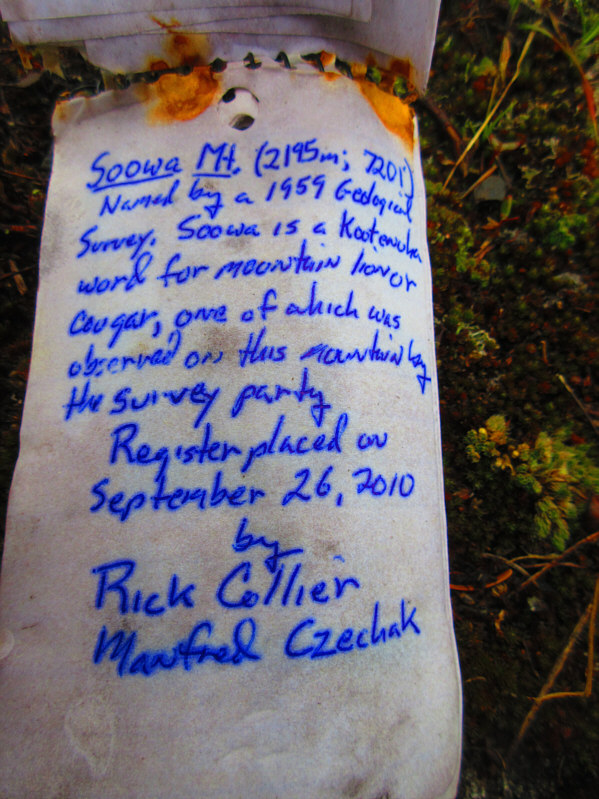 Soowa Mt. (2195m; 7201')
Named by a 1959 Geological
Survey. Soowa is a Kootenuha
word for mountain lion or
Cougar, one of which was
observed on this mountain by
the survey party
Register placed on
September 26, 2010
by
Rick Collier
Manfred Czechak